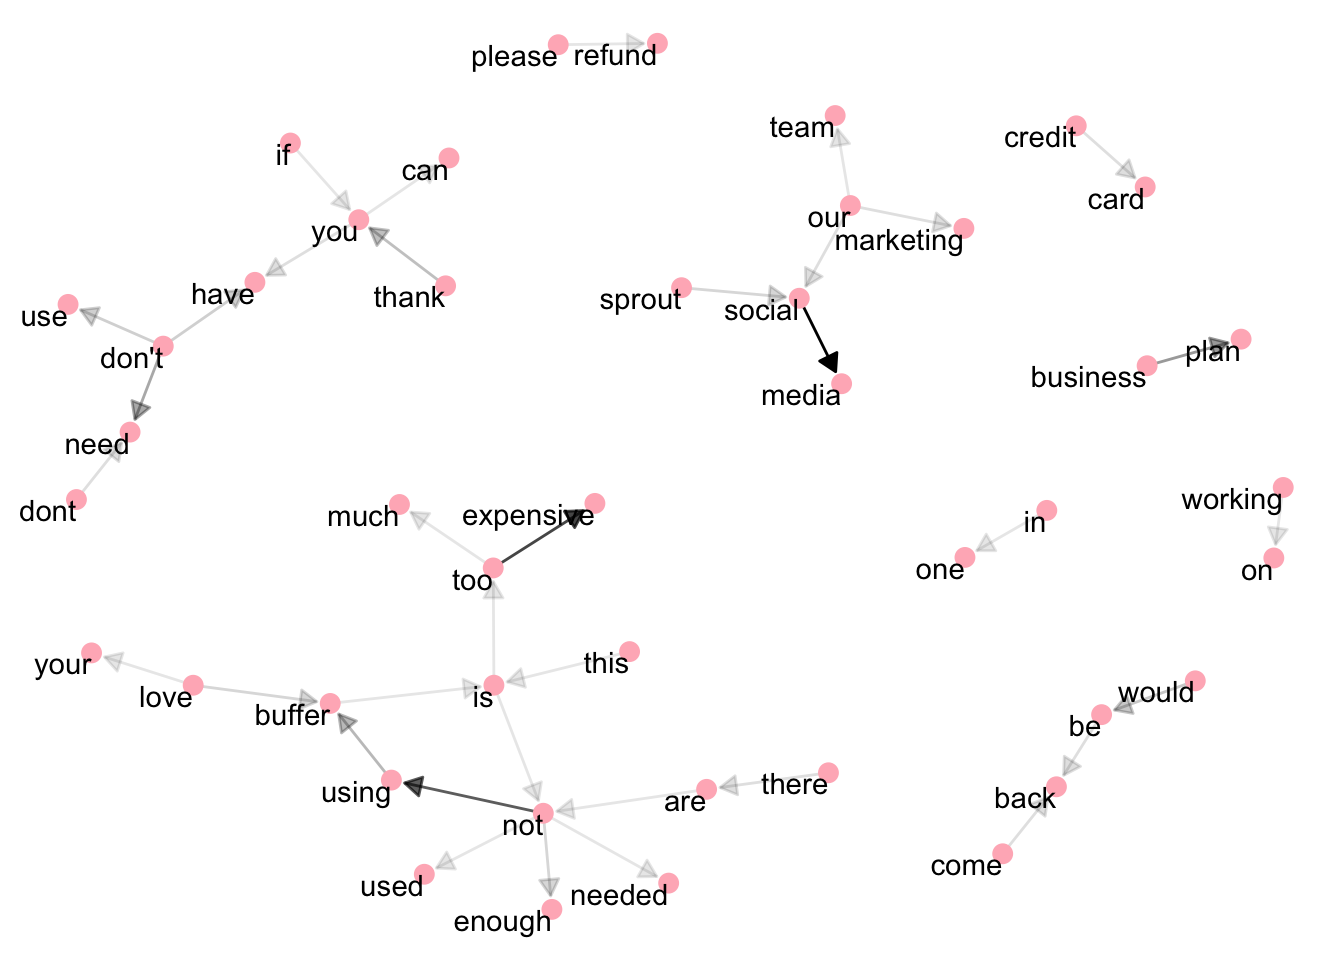 please
refund
team
credit
if
can
card
our
you
marketing
have
thank
sprout
social
use
don't
plan
business
media
need
working
dont
much
expensive
in
one
on
too
your
this
love
is
would
buffer
be
there
using
are
back
not
come
used
needed
enough